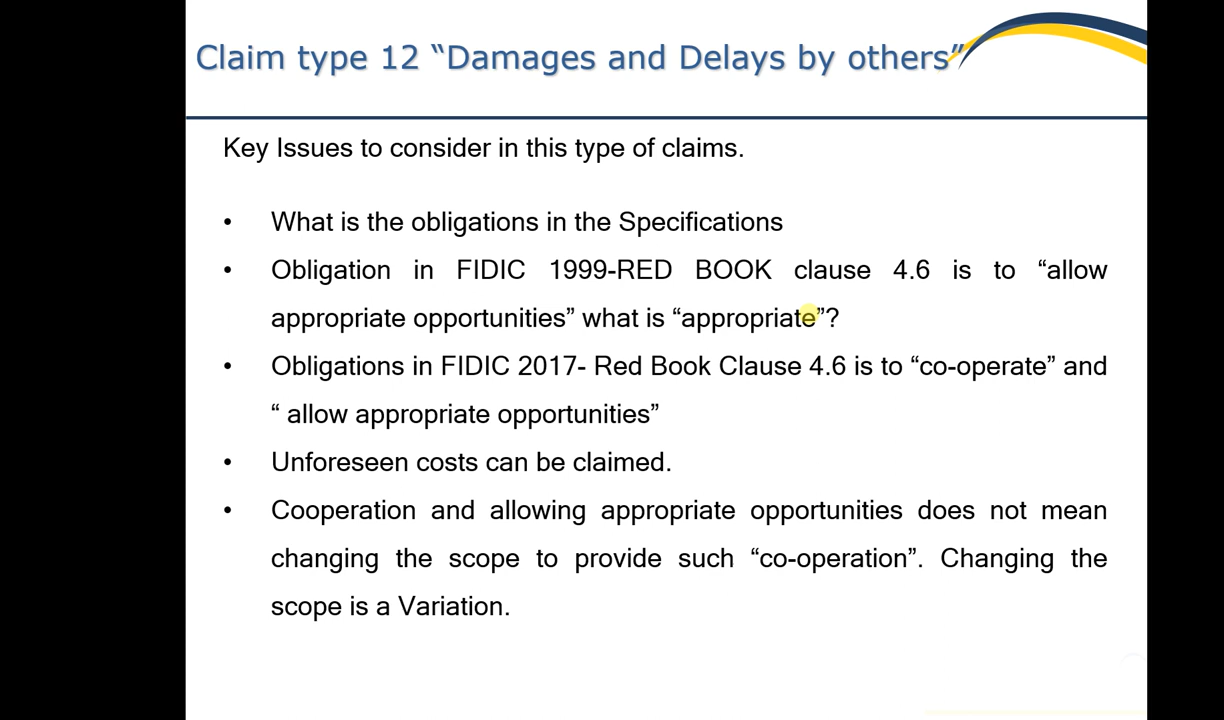 Claim type 12 “Damages and Delays by others”
Key Issues to consider in this type of claims.
• What is the obligations in the Specifications
• Obligation in FIDIC 1999-RED BOOK clause 4.6 is to “allow
appropriate opportunities” what is “appropriate”?
• Obligations in FIDIC 2017- Red Book Clause 4.6 is to “co-operate” and
“ allow appropriate opportunities”
• Unforeseen costs can be claimed.
• Cooperation and allowing appropriate opportunities does not mean
changing the scope to provide such “co-operation”. Changing the
scope is a Variation.